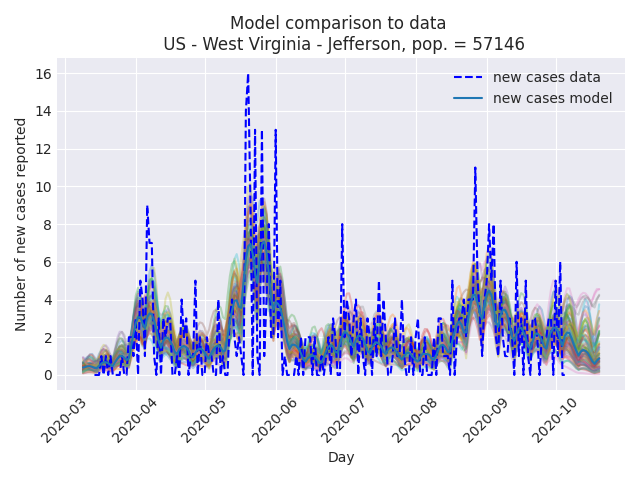 Model comparison to data
US - West Virginia - Jefferson, pop. = 57146
new cases data
new cases model
Number of new cases reported
16
14
12
10
8
6
4
2
0
2020-03
2020-04
2020-05
2020-06
2020-07
2020-08
2020-09
2020-10
Day